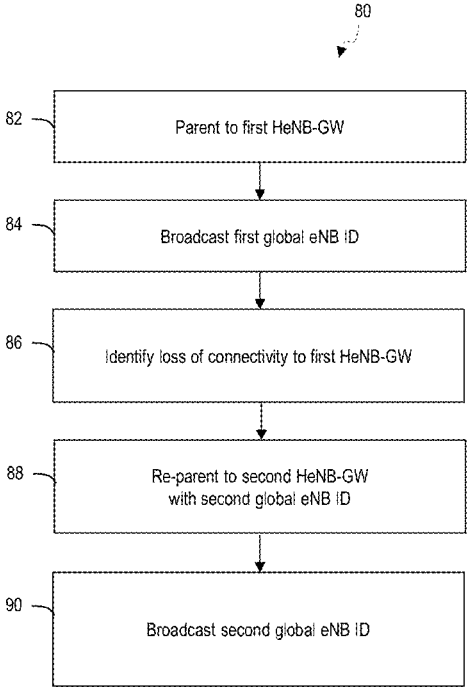 80
82
Parent to first HeNB-GW
84
Broadcast first global eNB ID
86
Identify loss of connectivity to first HeNB-GW
88
Re-parent to second HeNB-GW
with second global eNB ID
90
Broadcast second global eNB ID